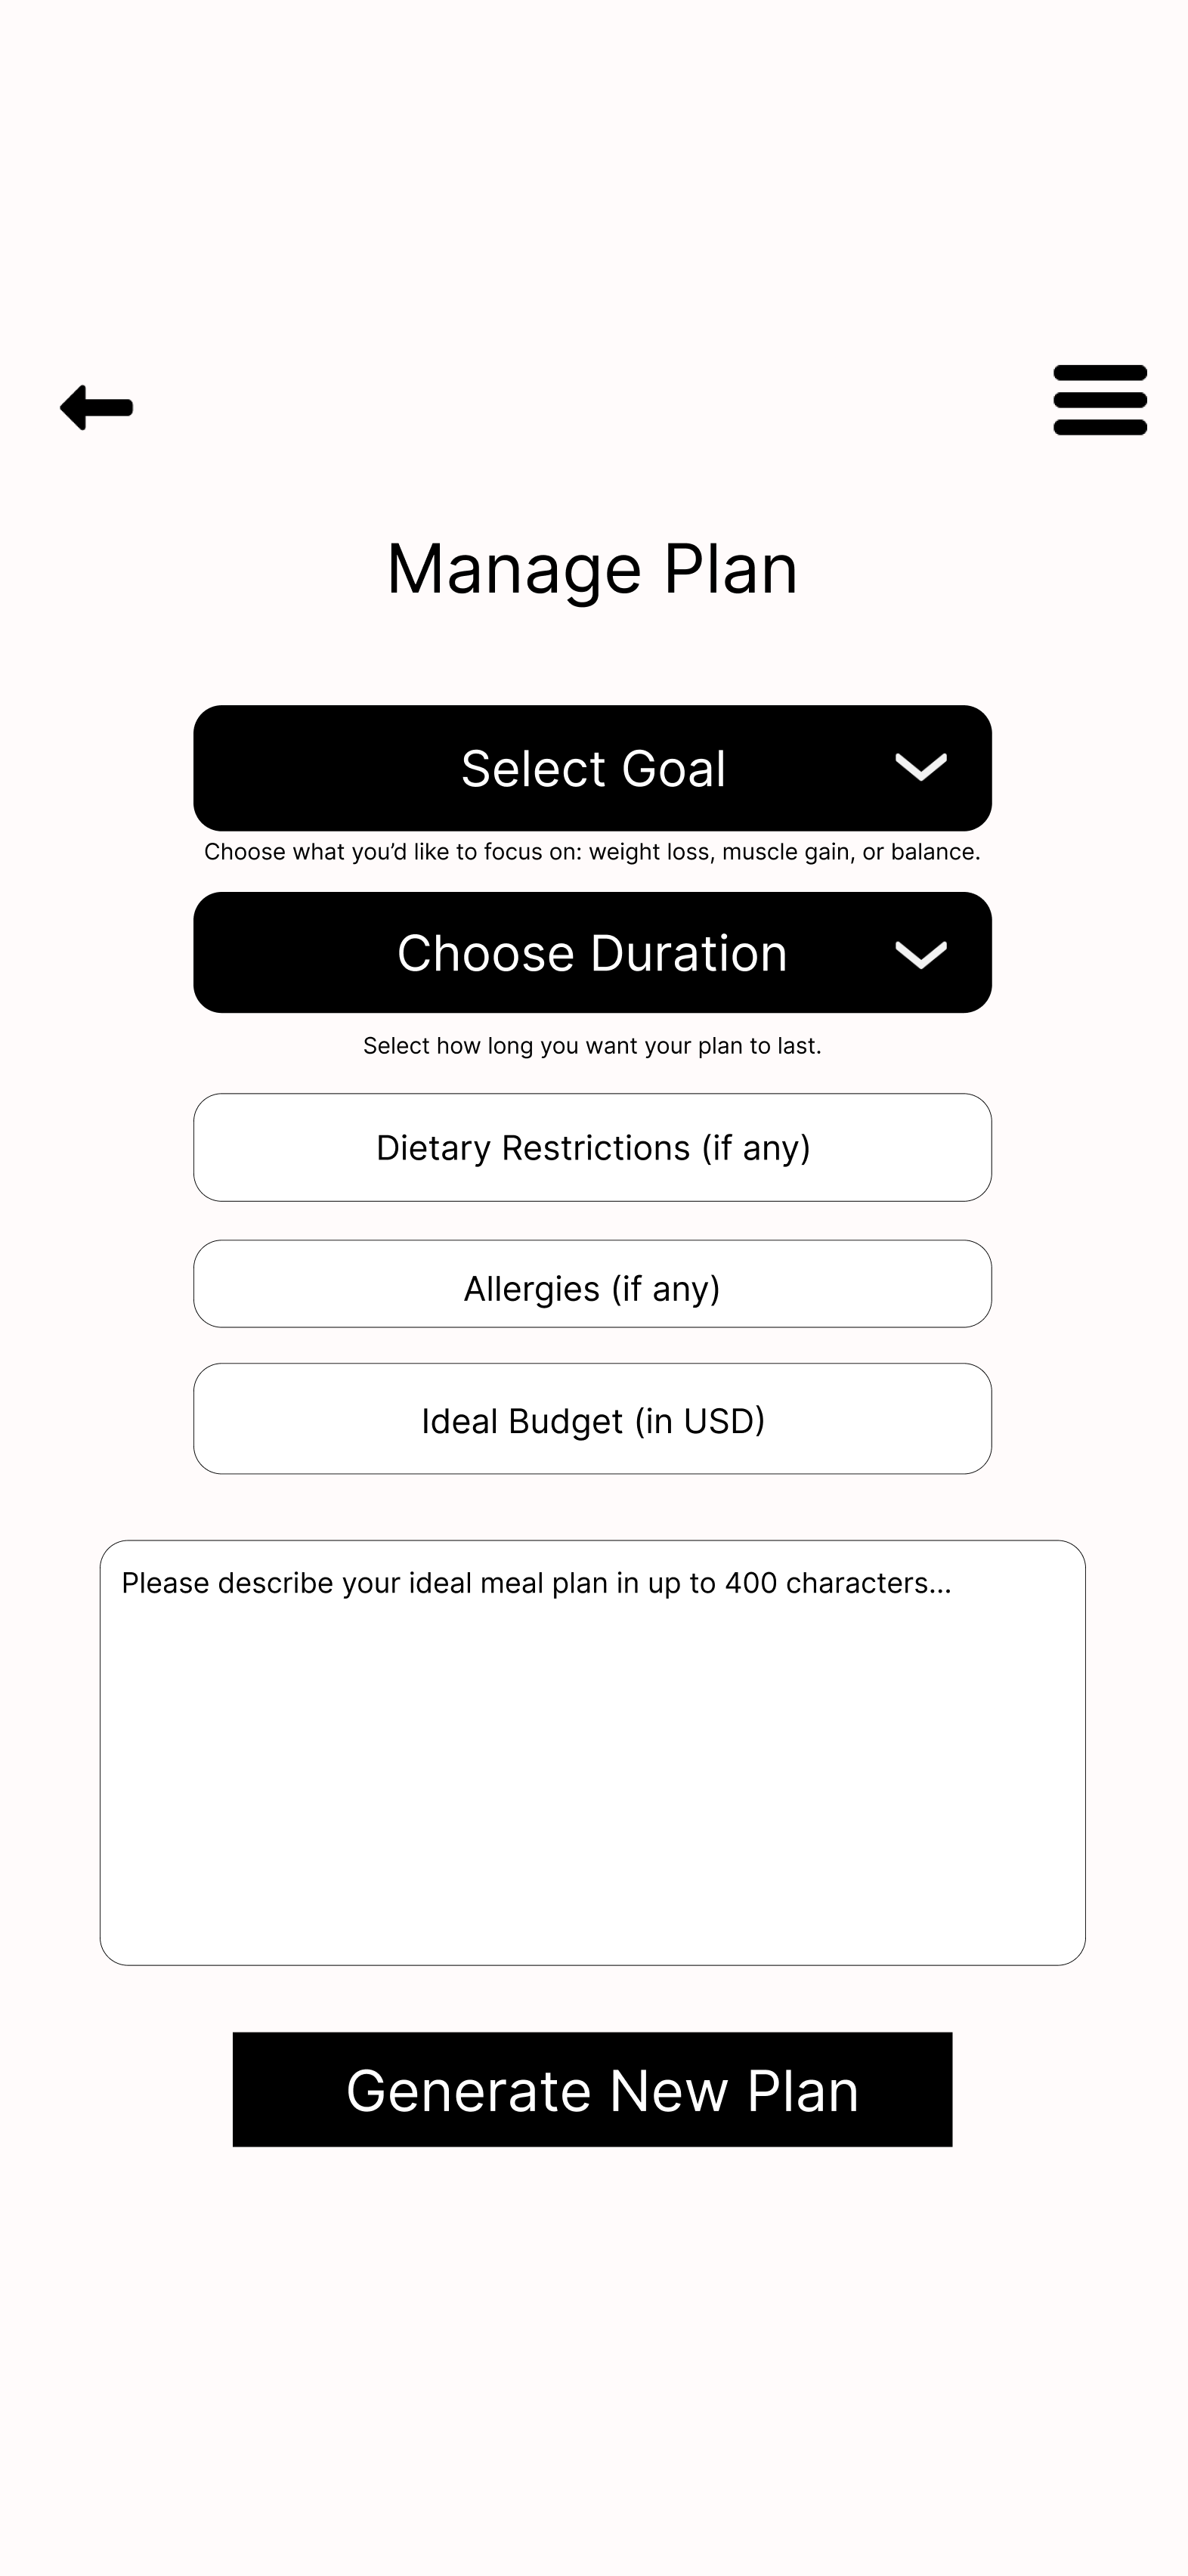 Manage Plan
Select Goal
Choose what you’d like to focus on: weight loss, muscle gain, or balance.
Choose Duration
Select how long you want your plan to last.
Dietary Restrictions (if any)
Allergies (if any)
Ideal Budget (in USD)
Please describe your ideal meal plan in up to 400 characters...
Generate New Plan